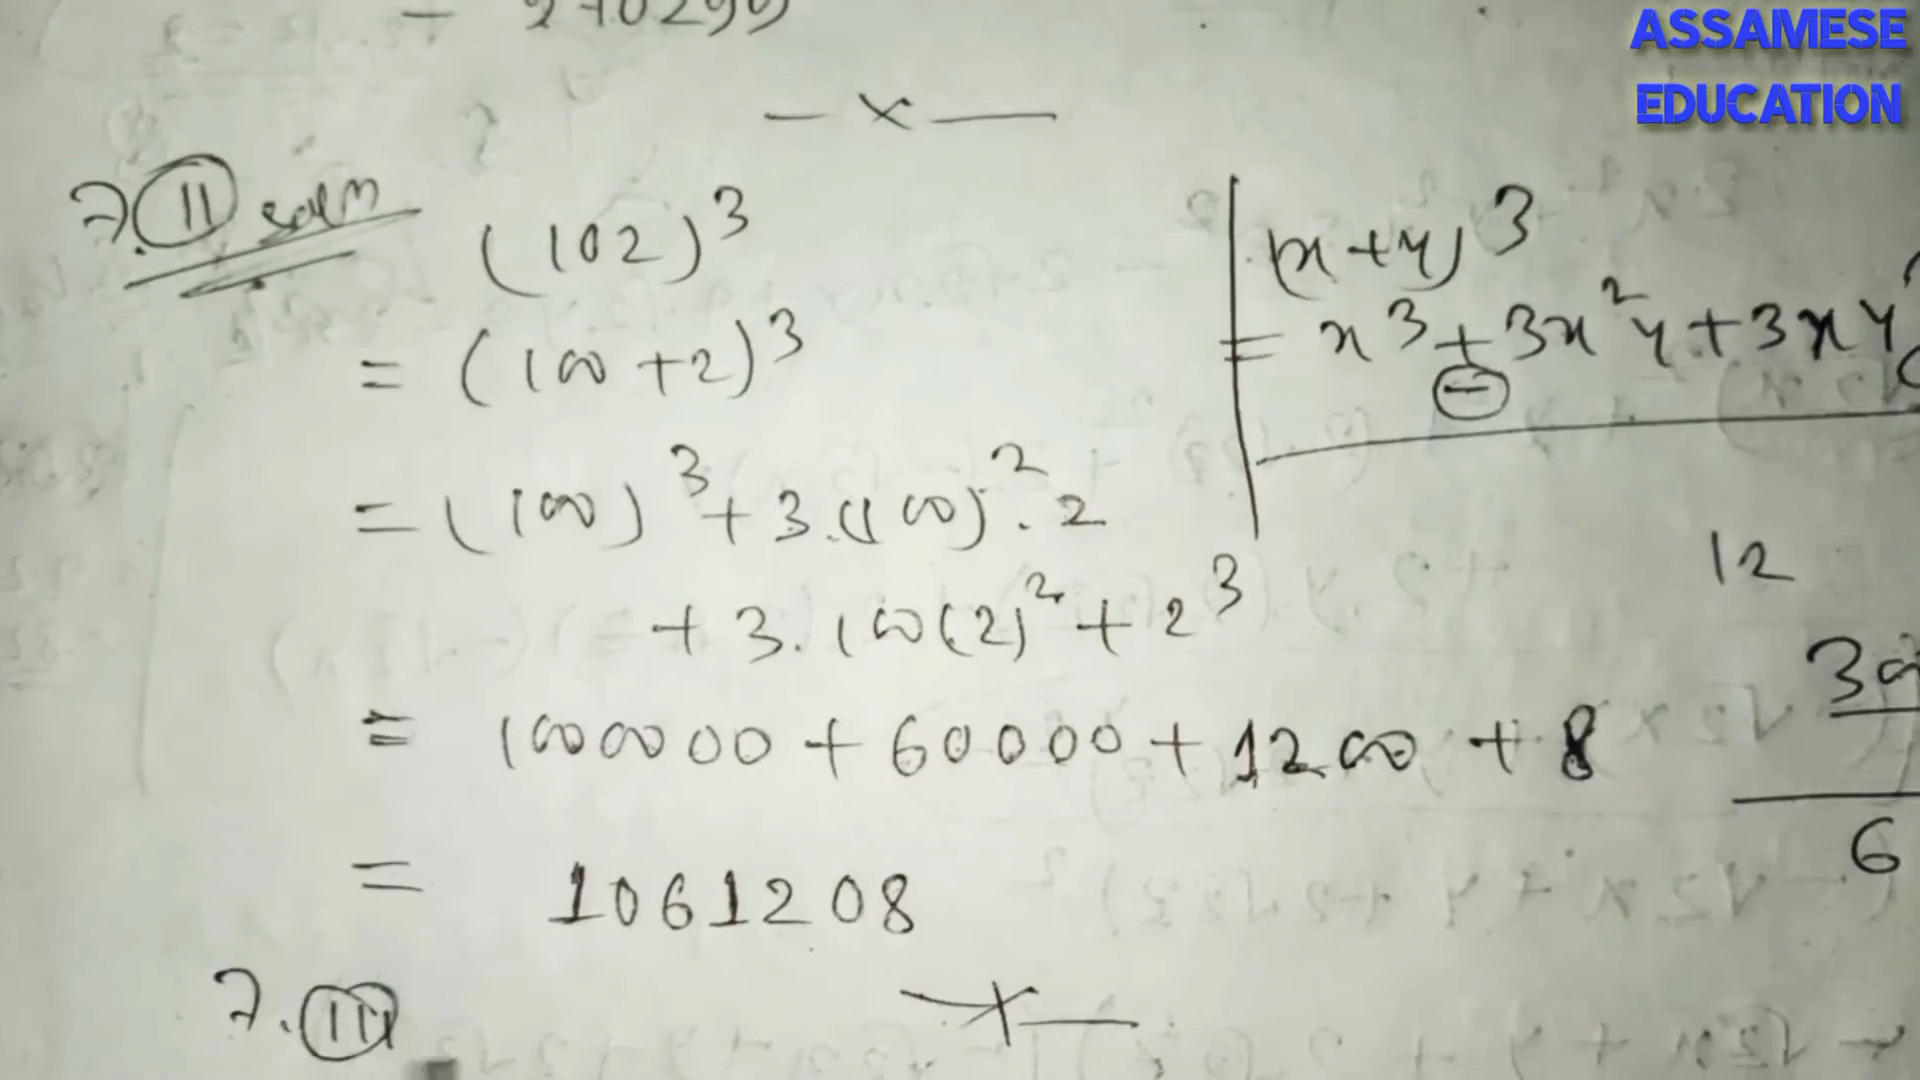 970299
ASSAMESE
EDUCATION
— x —
7. (ii) solⁿ
(102)³
= (100 + 2)³
= (100)³ + 3.(100)². 2
+ 3.100(2)² + 2³
= 1000000 + 60000 + 1200 + 8
= 1061208
(x+y)³
= x³ + 3x²y + 3xy
(−)
12
6
7. (iii)
— x —